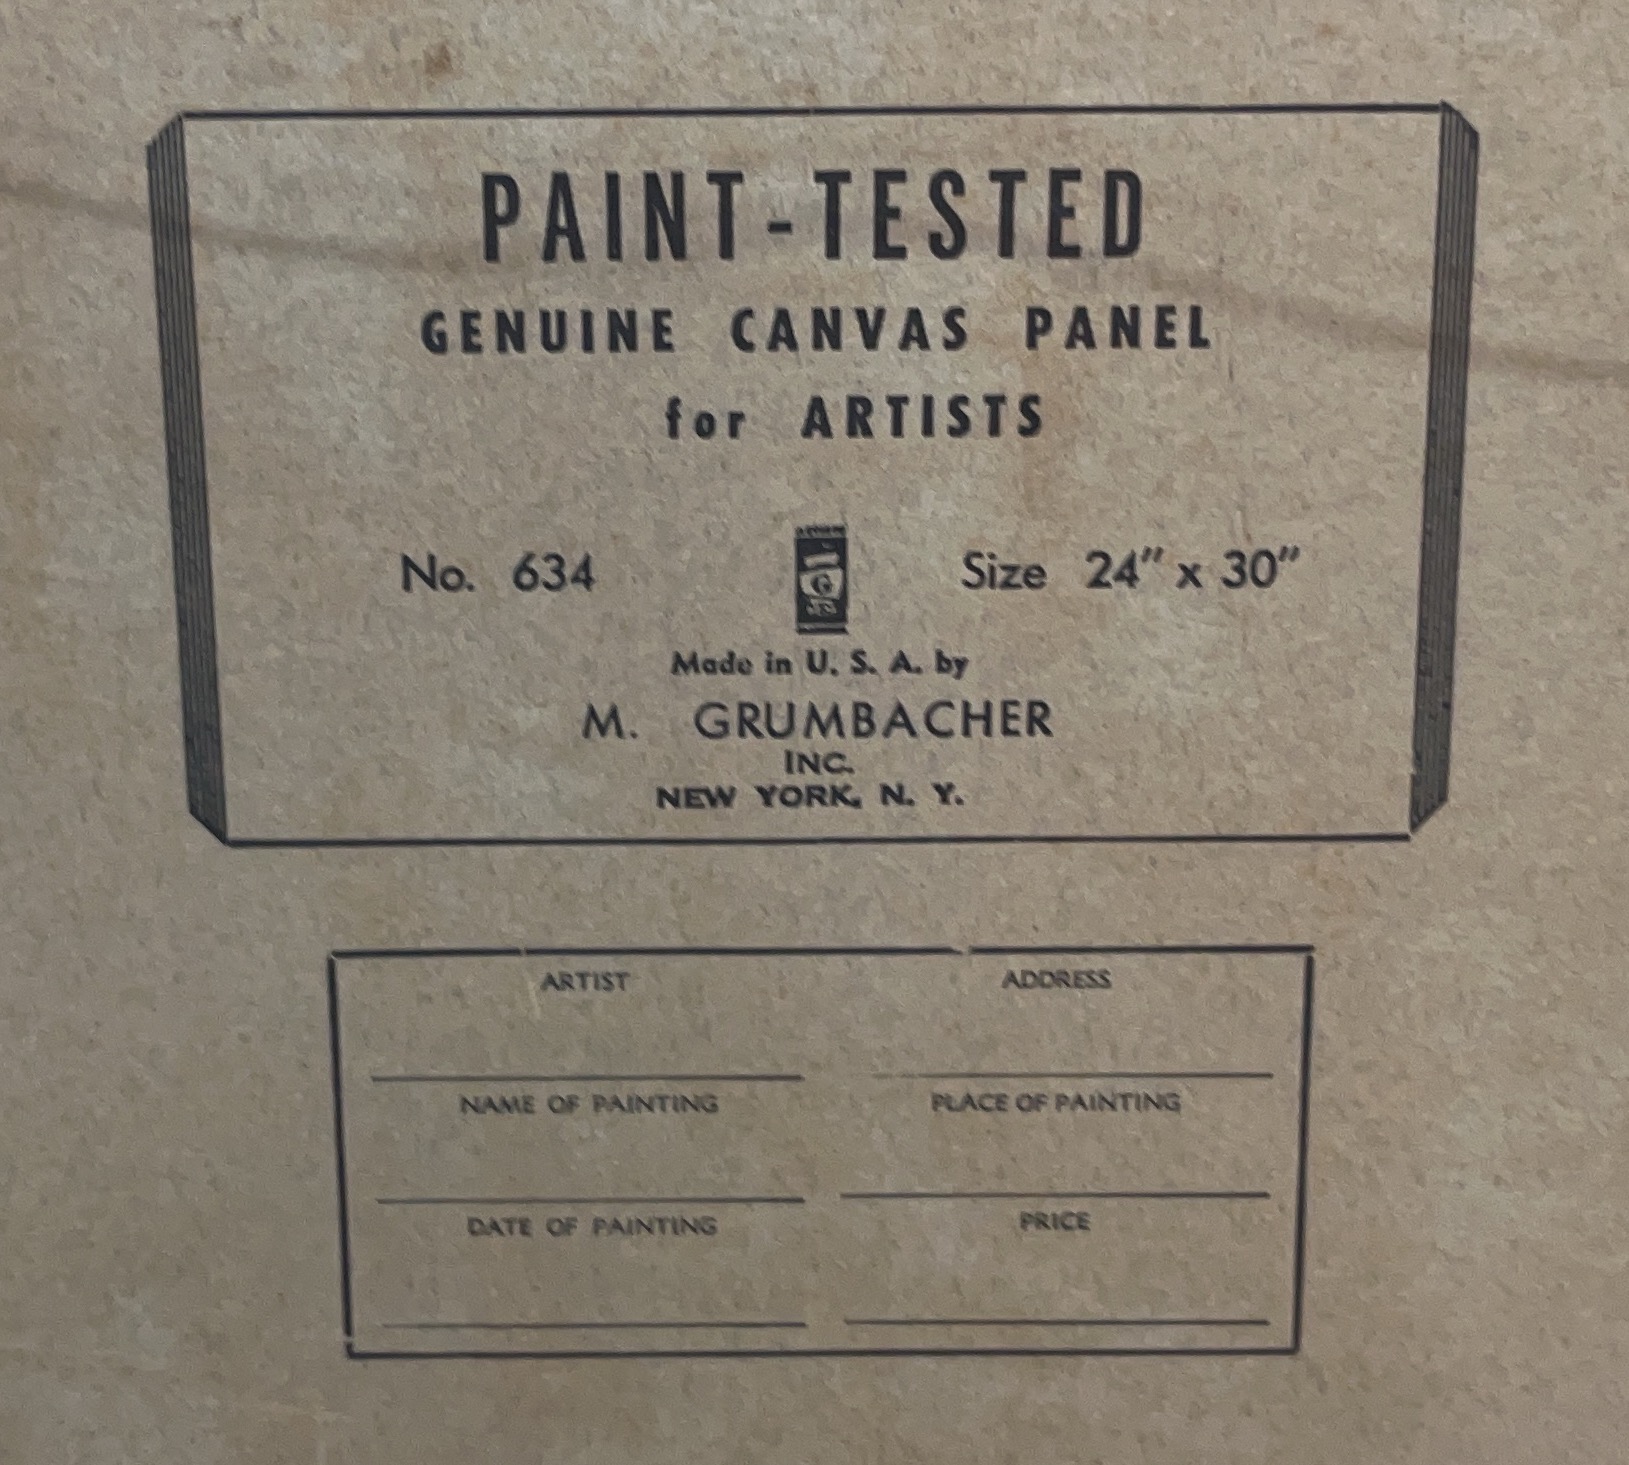 PAINT-TESTED
GENUINE CANVAS PANEL
for ARTISTS
No. 634 G Size 24" x 30"
Made in U. S. A. by
M. GRUMBACHER
INC.
NEW YORK, N. Y.
ARTIST ADDRESS
NAME OF PAINTING PLACE OF PAINTING
DATE OF PAINTING PRICE